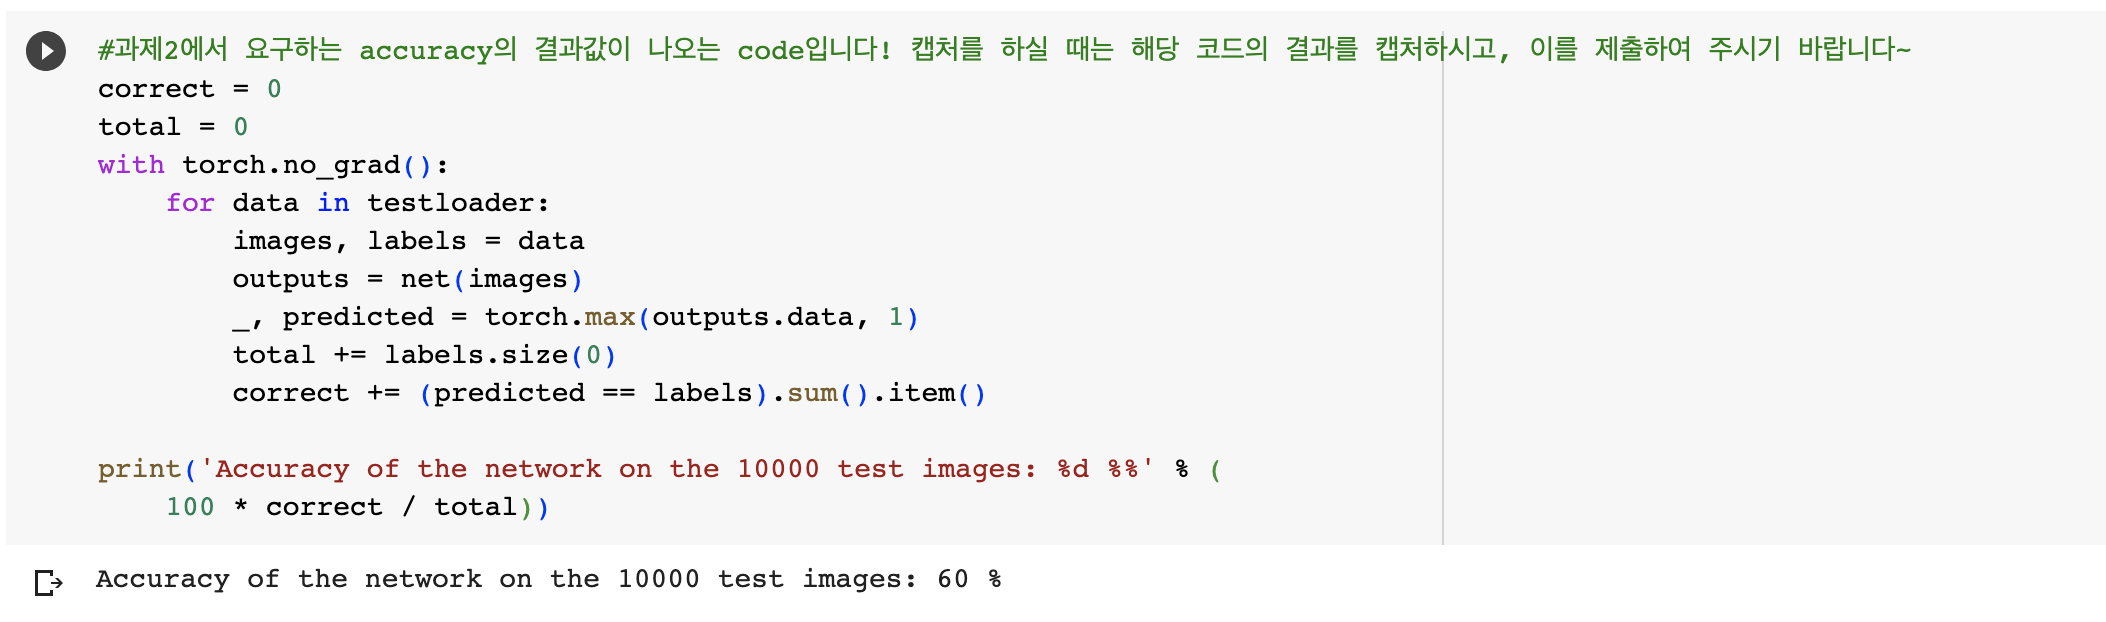 #과제2에서 요구하는 accuracy의 결과값이 나오는 code입니다! 캡처를 하실 때는 해당 코드의 결과를 캡처하시고, 이를 제출하여 주시기 바랍니다~
correct = 0
total = 0
with torch.no_grad():
    for data in testloader:
        images, labels = data
        outputs = net(images)
        _, predicted = torch.max(outputs.data, 1)
        total += labels.size(0)
        correct += (predicted == labels).sum().item()

print('Accuracy of the network on the 10000 test images: %d %%' % (
    100 * correct / total))
Accuracy of the network on the 10000 test images: 60 %